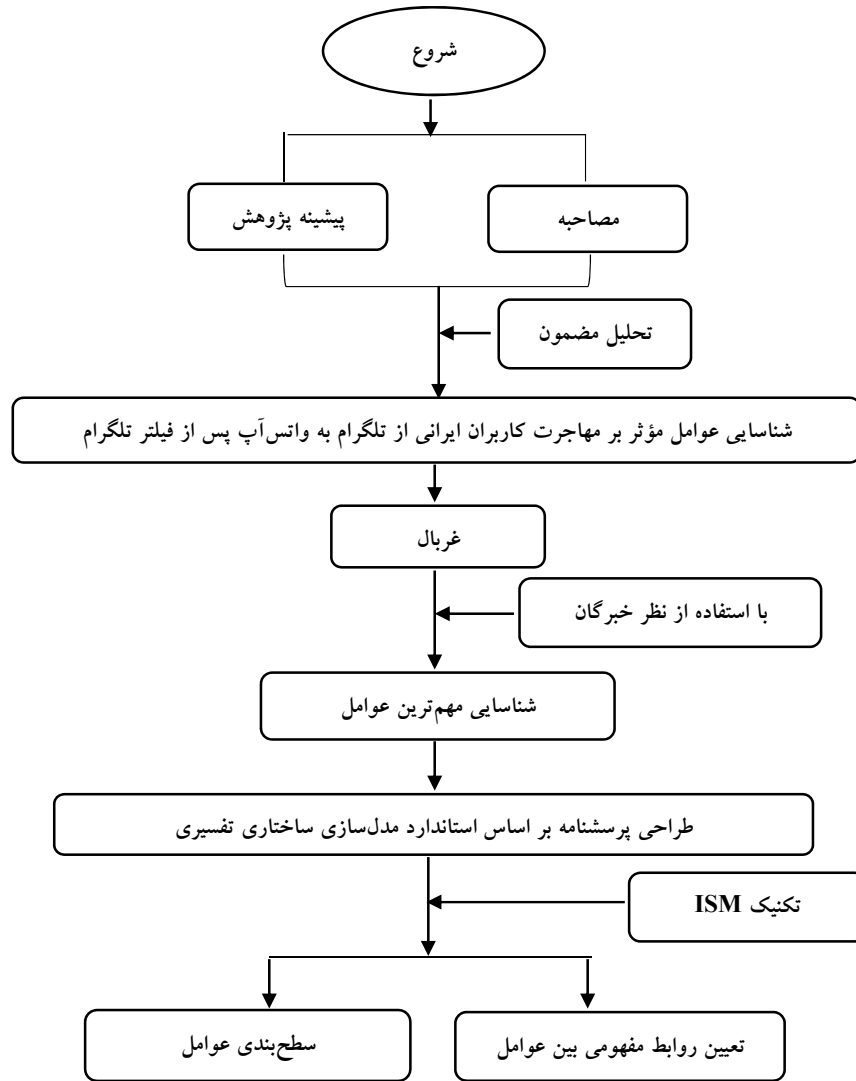 شروع
مصاحبه
پیشینه پژوهش
تحلیل مضمون
شناسایی عوامل مؤثر بر مهاجرت کاربران ایرانی از تلگرام به واتس‌آپ پس از فیلتر تلگرام
غربال
با استفاده از نظر خبرگان
شناسایی مهم‌ترین عوامل
طراحی پرسشنامه بر اساس استاندارد مدل‌سازی ساختاری تفسیری
تکنیک ISM
تعیین روابط مفهومی بین عوامل
سطح‌بندی عوامل